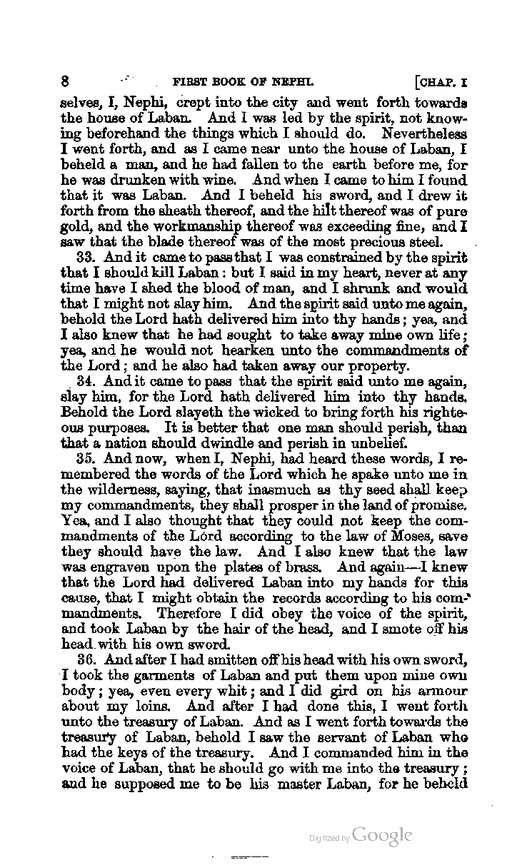 8 FIRST BOOK OF NEPHI. [CHAP. I
selves, I, Nephi, crept into the city and went forth towards
the house of Laban. And I was led by the spirit, not know-
ing beforehand the things which I should do. Nevertheless
I went forth, and as I came near unto the house of Laban, I
beheld a man, and he had fallen to the earth before me, for
he was drunken with wine. And when I came to him I found
that it was Laban. And I beheld his sword, and I drew it
forth from the sheath thereof, and the hilt thereof was of pure
gold, and the workmanship thereof was exceeding fine, and I
saw that the blade thereof was of the most precious steel.
33. And it came to pass that I was constrained by the spirit
that I should kill Laban: but I said in my heart, never at any
time have I shed the blood of man, and I shrunk and would
that I might not slay him. And the spirit said unto me again,
behold the Lord hath delivered him into thy hands; yea, and
I also knew that he had sought to take away mine own life;
yea, and he would not hearken unto the commandments of
the Lord; and he also had taken away our property.
34. And it came to pass that the spirit said unto me again,
slay him, for the Lord hath delivered him into thy hands.
Behold the Lord slayeth the wicked to bring forth his righte-
ous purposes. It is better that one man should perish, than
that a nation should dwindle and perish in unbelief.
35. And now, when I, Nephi, had heard these words, I re-
membered the words of the Lord which he spake unto me in
the wilderness, saying, that inasmuch as thy seed shall keep
my commandments, they shall prosper in the land of promise.
Yea, and I also thought that they could not keep the com-
mandments of the Lord according to the law of Moses, save
they should have the law. And I also knew that the law
was engraven upon the plates of brass. And again—I knew
that the Lord had delivered Laban into my hands for this
cause, that I might obtain the records according to his com-
mandments. Therefore I did obey the voice of the spirit,
and took Laban by the hair of the head, and I smote off his
head with his own sword.
36. And after I had smitten off his head with his own sword,
I took the garments of Laban and put them upon mine own
body; yea, even every whit; and I did gird on his armour
about my loins. And after I had done this, I went forth
unto the treasury of Laban. And as I went forth towards the
treasury of Laban, behold I saw the servant of Laban who
had the keys of the treasury. And I commanded him in the
voice of Laban, that he should go with me into the treasury;
and he supposed me to be his master Laban, for he beheld
Digitized by Google